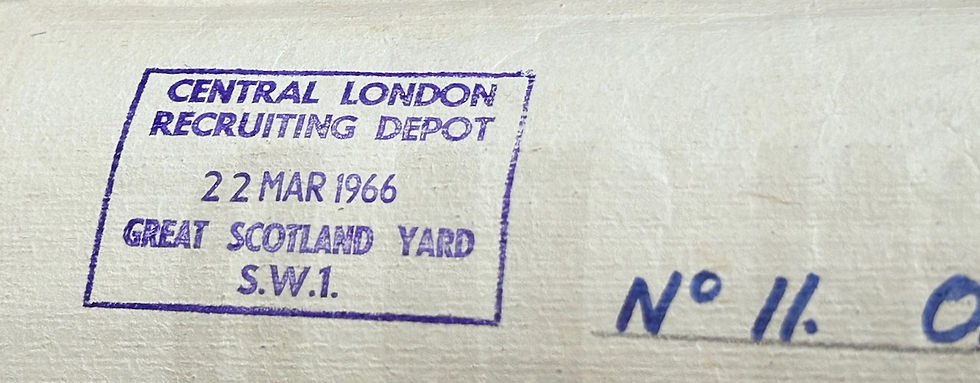 CENTRAL LONDON
RECRUITING DEPOT
22 MAR 1966
GREAT SCOTLAND YARD
S.W.1.
Nº 11.